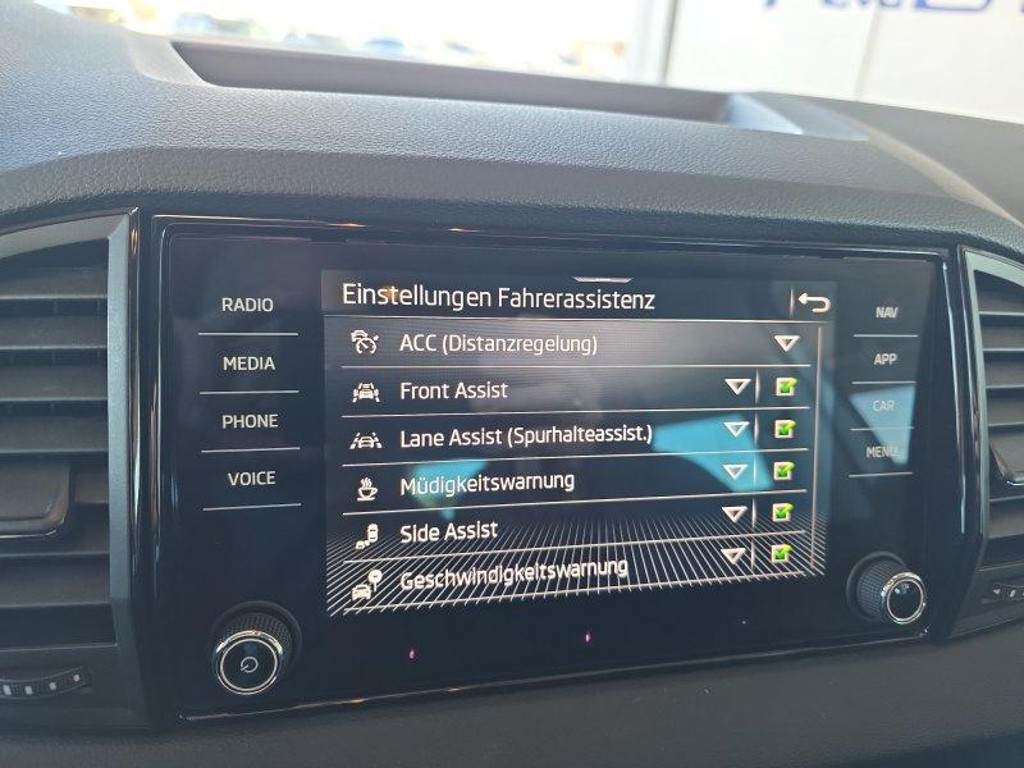 Einstellungen Fahrerassistenz
RADIO
MEDIA
PHONE
VOICE
ACC (Distanzregelung)
Front Assist
Lane Assist (Spurhalteassist.)
Müdigkeitswarnung
Side Assist
Geschwindigkeitswarnung
NAV
APP
CAR
MENU